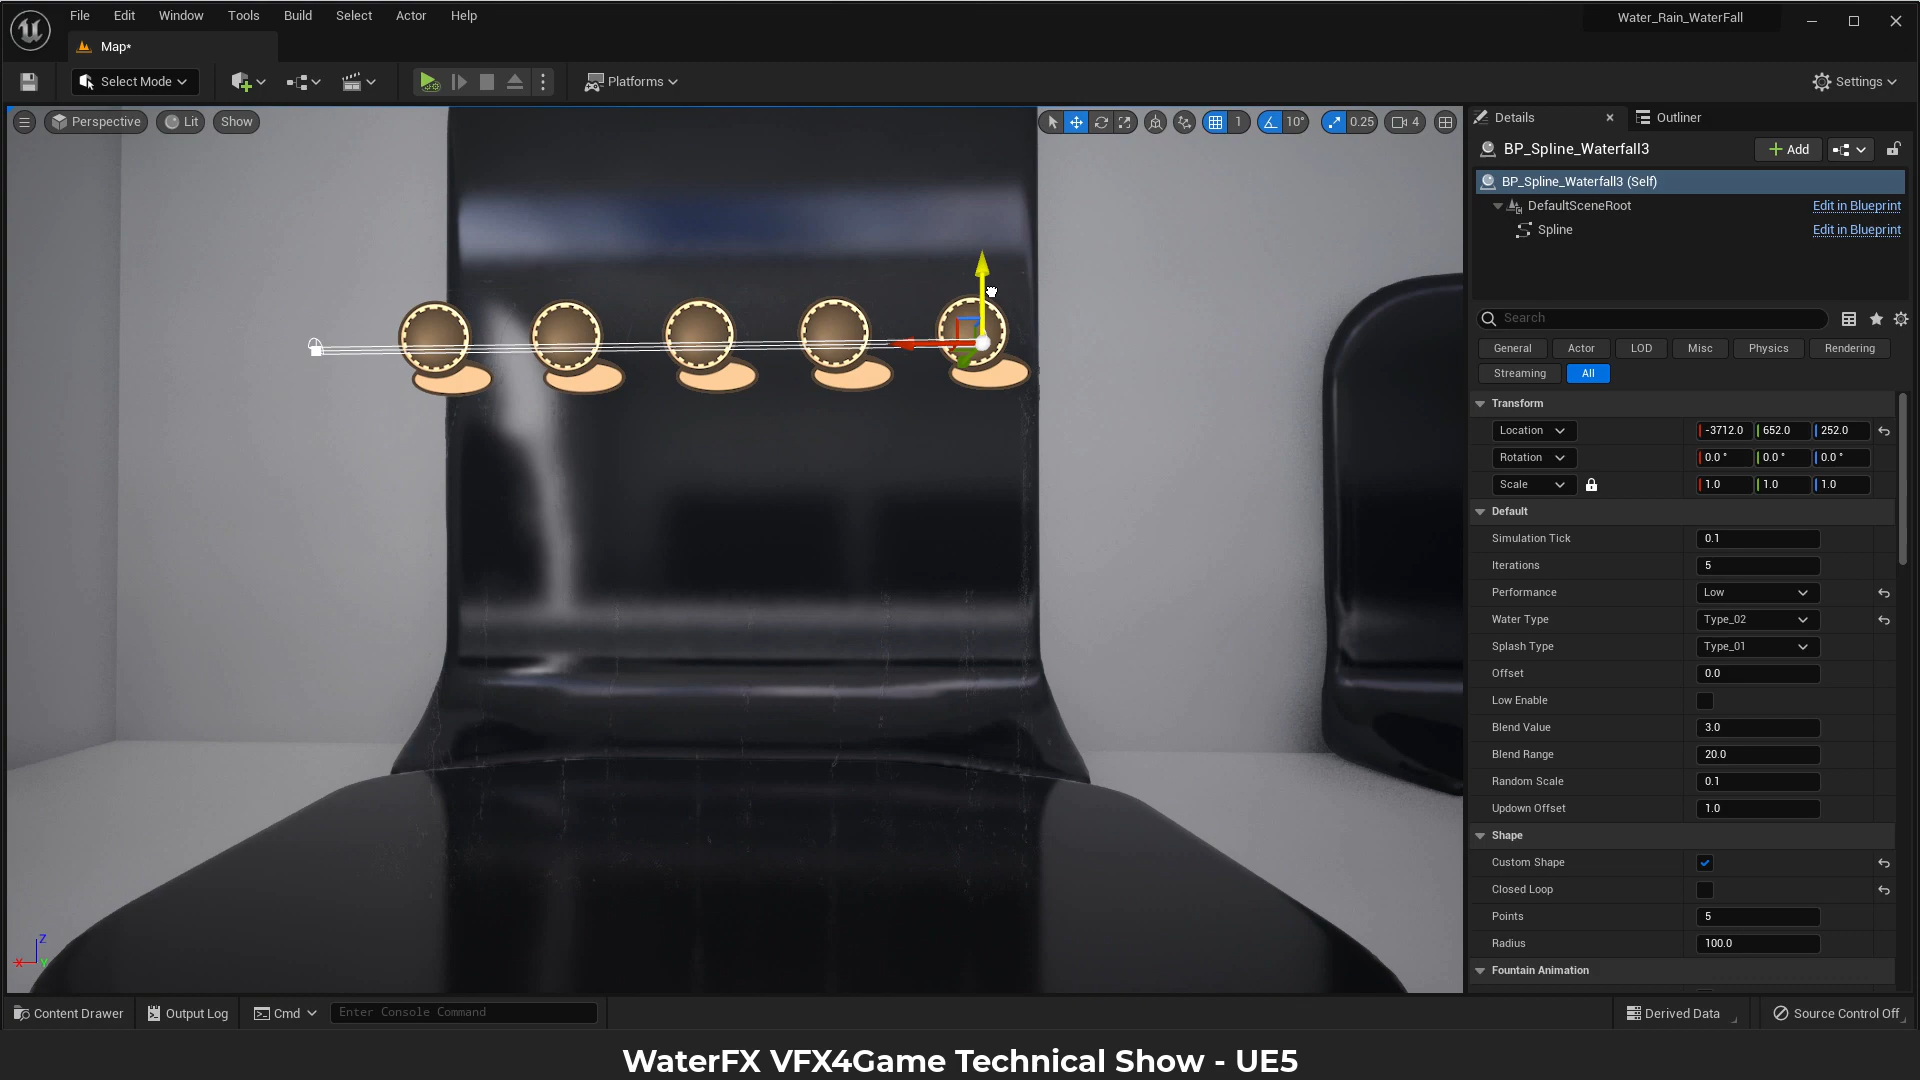 File Edit Window Tools Build Select Actor Help
Water_Rain_WaterFall
Map*
Select Mode
Platforms
Settings
Perspective Lit Show
1 10° 0.25 4
Details
Outliner
BP_Spline_Waterfall3
Add
BP_Spline_Waterfall3 (Self)
DefaultSceneRoot Edit in Blueprint
Spline Edit in Blueprint
Search
General Actor LOD Misc Physics Rendering
Streaming All
Transform
Location -3712.0 652.0 252.0
Rotation 0.0 ° 0.0 ° 0.0 °
Scale 1.0 1.0 1.0
Default
Simulation Tick 0.1
Iterations 5
Performance Low
Water Type Type_02
Splash Type Type_01
Offset 0.0
Low Enable
Blend Value 3.0
Blend Range 20.0
Random Scale 0.1
Updown Offset 1.0
Shape
Custom Shape
Closed Loop
Points 5
Radius 100.0
Fountain Animation
Z
X Y
Content Drawer Output Log Cmd Enter Console Command
Derived Data Source Control Off
WaterFX VFX4Game Technical Show - UE5